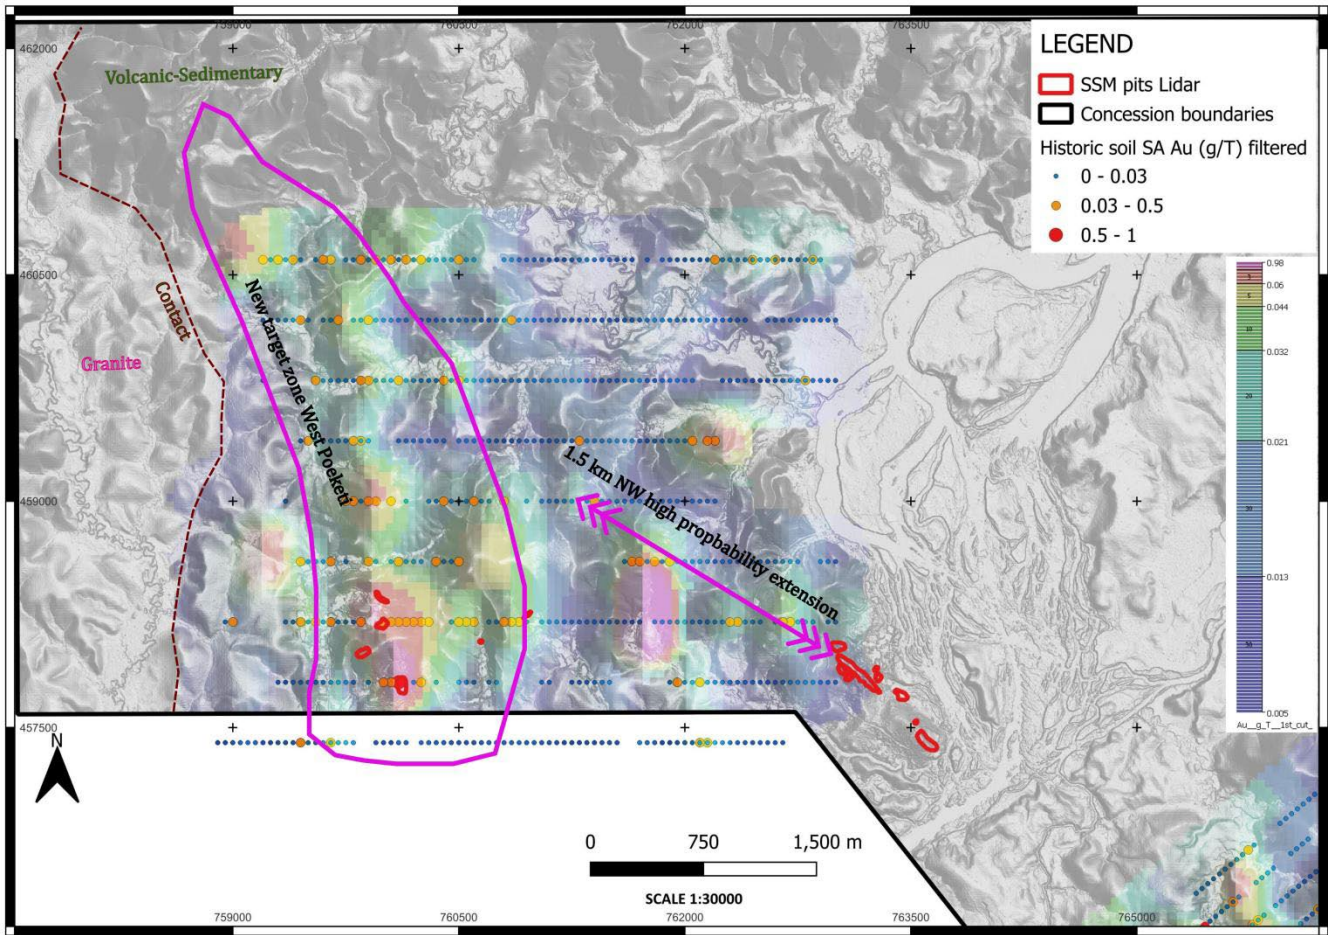 759000 760500 762000 763500
462000
Volcanic-Sedimentary
LEGEND
SSM pits Lidar
Concession boundaries
Historic soil SA Au (g/T) filtered
0 - 0.03
0.03 - 0.5
0.5 - 1
460500
Contact
Granite
New target zone West Poeketi
0.98
0.06
0.044
0.032
0.021
0.013
0.005
Au__g_T__1st_cut_
459000
1.5 km NW high propbability extension
457500
N
0 750 1,500 m
SCALE 1:30000
759000 760500 762000 763500 765000